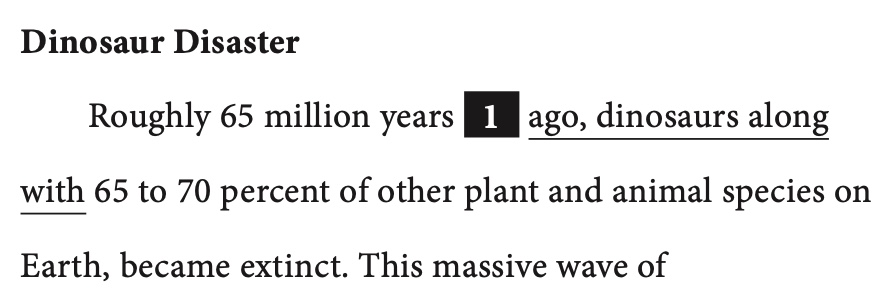 Dinosaur Disaster
Roughly 65 million years 1 ago, dinosaurs along
with 65 to 70 percent of other plant and animal species on
Earth, became extinct. This massive wave of